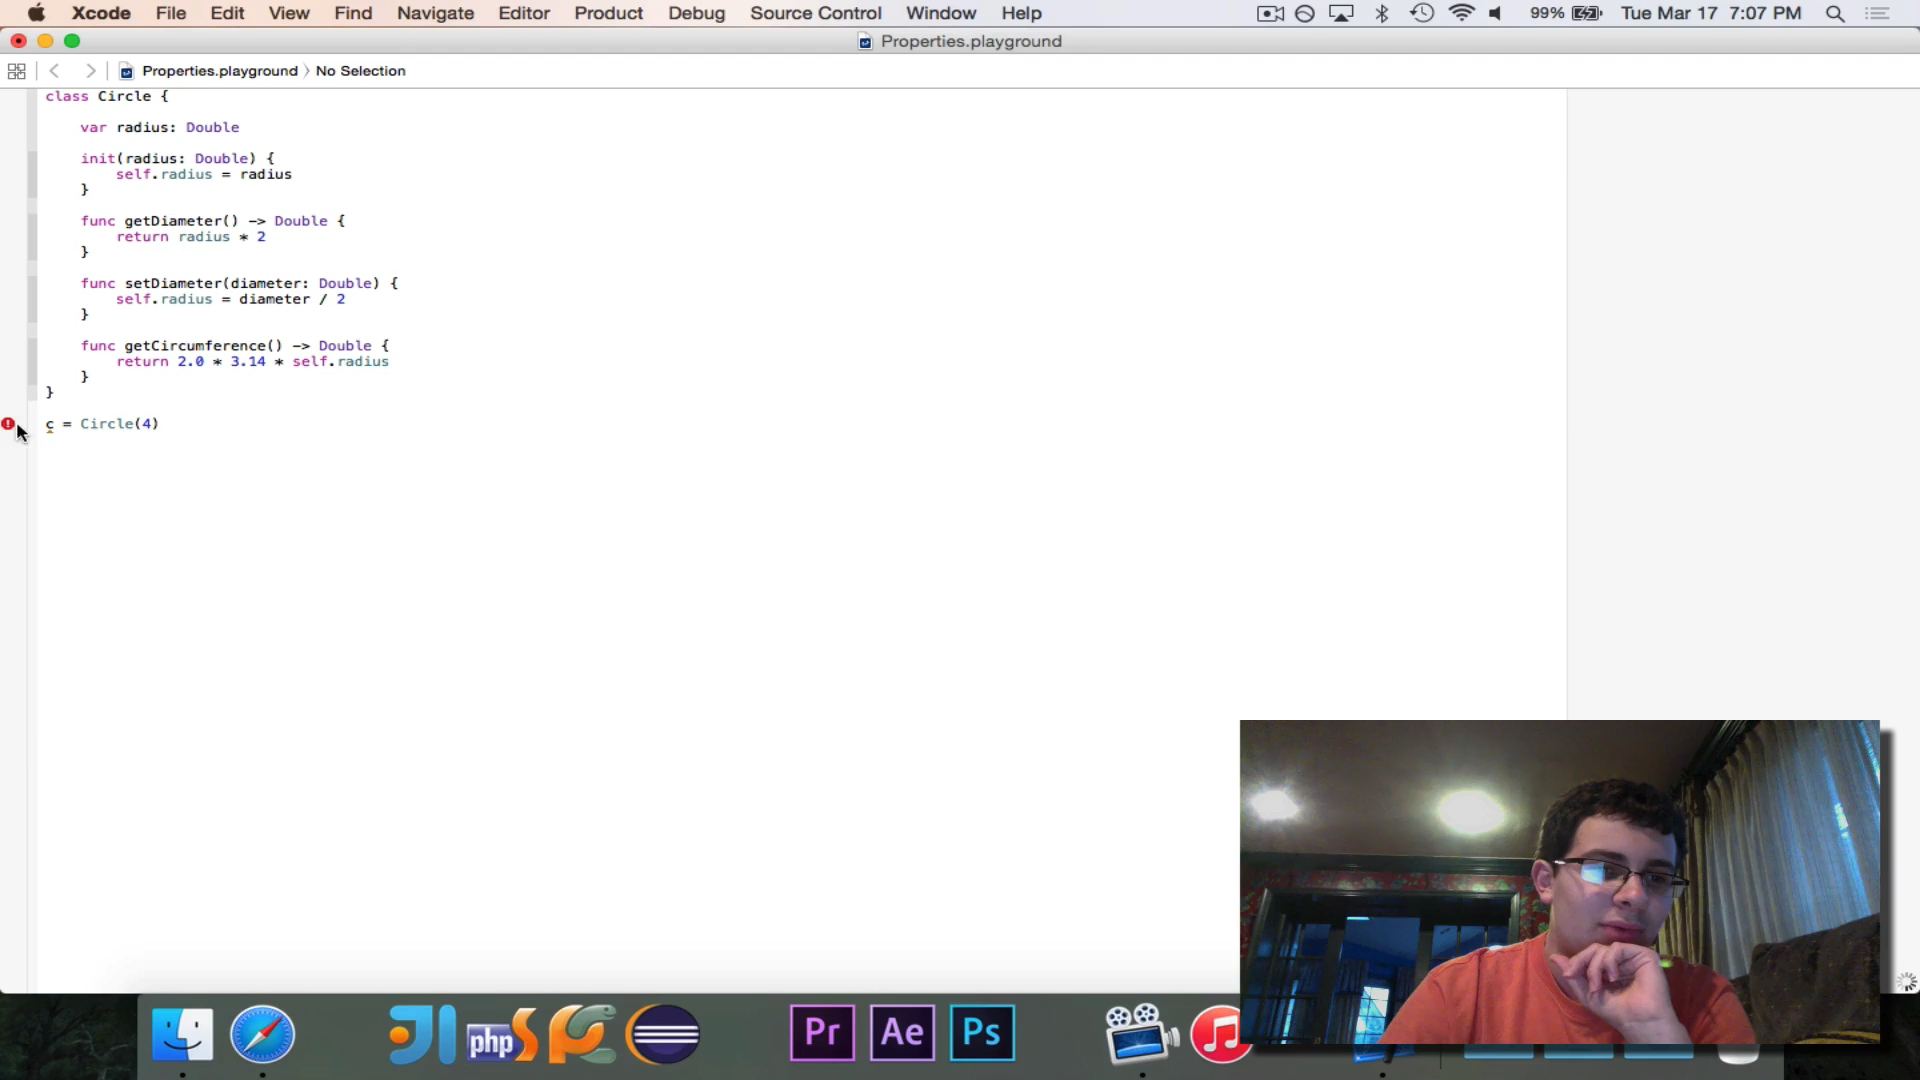 Xcode File Edit View Find Navigate Editor Product Debug Source Control Window Help 99% Tue Mar 17 7:07 PM
Properties.playground
Properties.playground No Selection
class Circle {
var radius: Double
init(radius: Double) {
self.radius = radius
}
func getDiameter() -> Double {
return radius * 2
}
func setDiameter(diameter: Double) {
self.radius = diameter / 2
}
func getCircumference() -> Double {
return 2.0 * 3.14 * self.radius
}
}
c = Circle(4)
php
Pr Ae Ps